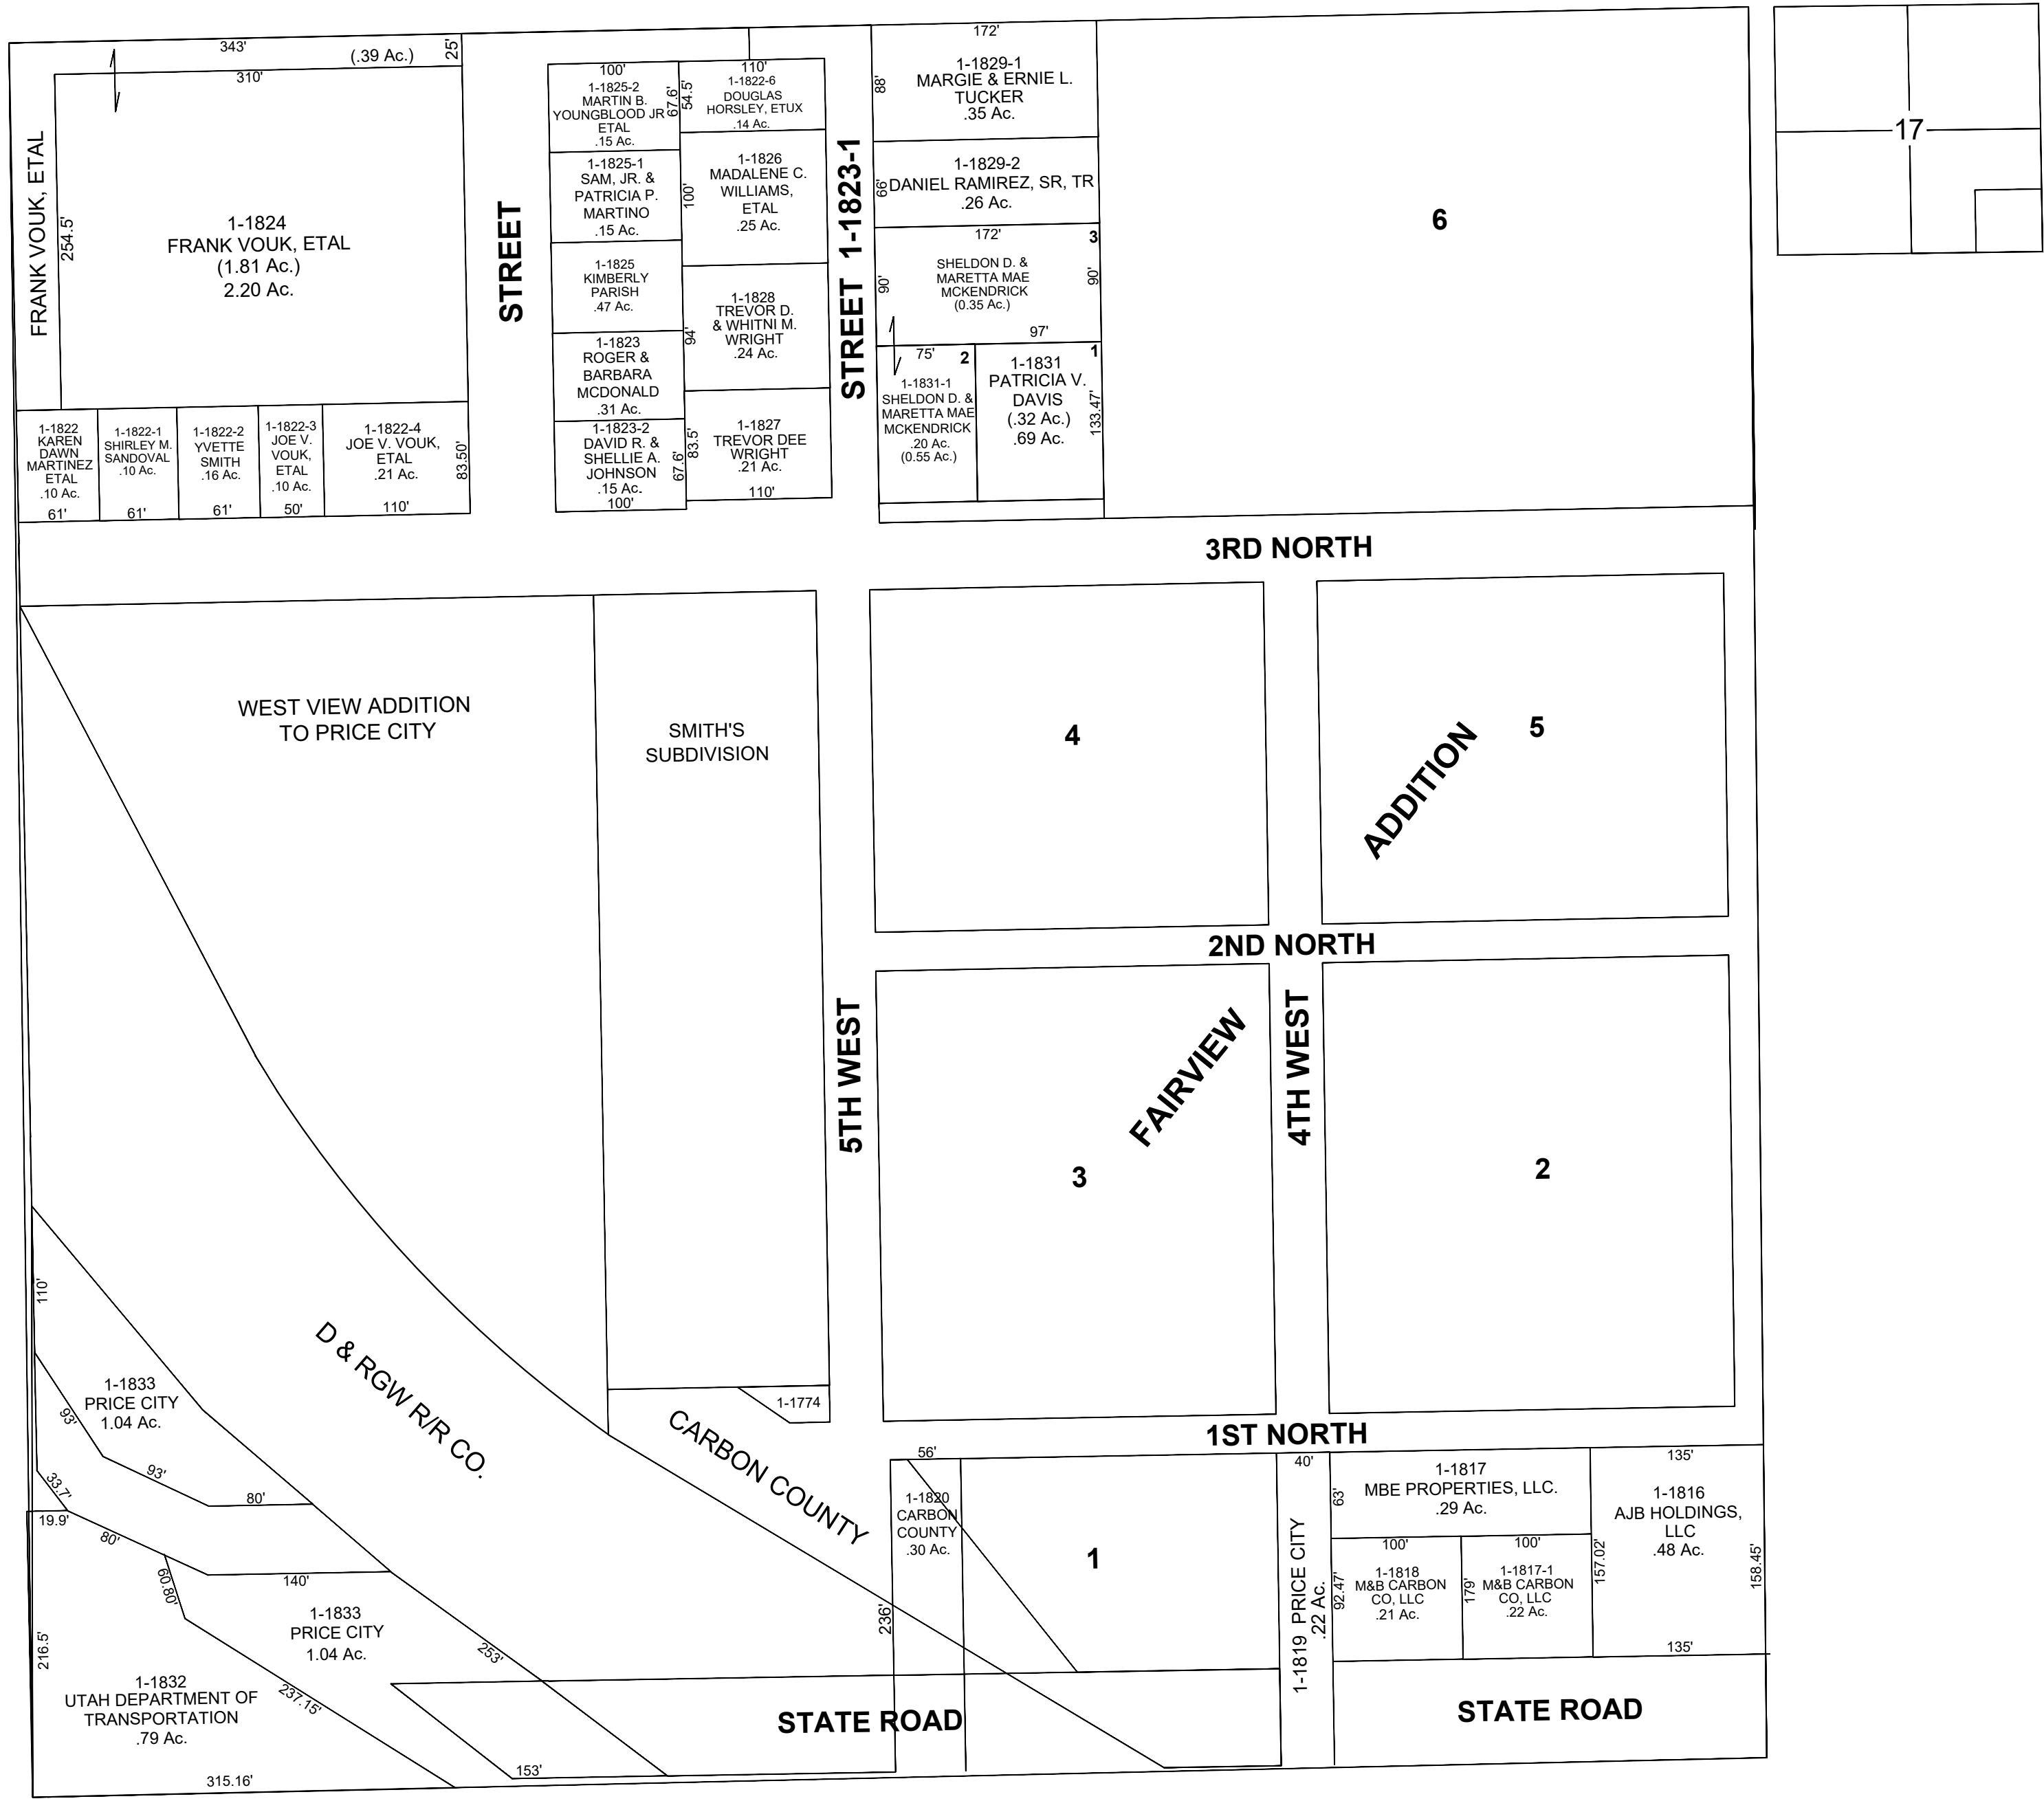 343'
(.39 Ac.)
25'
310'
FRANK VOUK, ETAL
254.5'
1-1824
FRANK VOUK, ETAL
(1.81 Ac.)
2.20 Ac.
1-1822
KAREN
DAWN
MARTINEZ
ETAL
.10 Ac.
61'
1-1822-1
SHIRLEY M.
SANDOVAL
.10 Ac.
61'
1-1822-2
YVETTE
SMITH
.16 Ac.
61'
1-1822-3
JOE V.
VOUK,
ETAL
.10 Ac.
50'
1-1822-4
JOE V. VOUK,
ETAL
.21 Ac.
83.50'
110'
STREET
100'
1-1825-2
MARTIN B.
YOUNGBLOOD JR
ETAL
.15 Ac.
67.6'
1-1825-1
SAM, JR. &
PATRICIA P.
MARTINO
.15 Ac.
1-1825
KIMBERLY
PARISH
.47 Ac.
1-1823
ROGER &
BARBARA
MCDONALD
.31 Ac.
1-1823-2
DAVID R. &
SHELLIE A.
JOHNSON
.15 Ac.
67.6'
100'
110'
54.5'
1-1822-6
DOUGLAS
HORSLEY, ETUX
.14 Ac.
100'
1-1826
MADALENE C.
WILLIAMS,
ETAL
.25 Ac.
94'
1-1828
TREVOR D.
& WHITNI M.
WRIGHT
.24 Ac.
83.5'
1-1827
TREVOR DEE
WRIGHT
.21 Ac.
110'
STREET 1-1823-1
172'
88'
1-1829-1
MARGIE & ERNIE L.
TUCKER
.35 Ac.
66'
1-1829-2
DANIEL RAMIREZ, SR, TR
.26 Ac.
172'
3
90'
SHELDON D. &
MARETTA MAE
MCKENDRICK
(0.35 Ac.)
90'
97'
75'
2
1-1831-1
SHELDON D. &
MARETTA MAE
MCKENDRICK
.20 Ac.
(0.55 Ac.)
1
1-1831
PATRICIA V.
DAVIS
(.32 Ac.)
.69 Ac.
133.47'
6
17
3RD NORTH
WEST VIEW ADDITION
TO PRICE CITY
SMITH'S
SUBDIVISION
4
5
ADDITION
2ND NORTH
5TH WEST
FAIRVIEW
4TH WEST
3
2
110'
1-1833
PRICE CITY
1.04 Ac.
93'
93'
80'
33.7'
19.9'
80'
60.80'
140'
D & RGW R/R CO.
1-1774
CARBON COUNTY
1ST NORTH
56'
1-1820
CARBON
COUNTY
.30 Ac.
236'
1
40'
1-1819 PRICE CITY
.22 Ac.
63'
1-1817
MBE PROPERTIES, LLC.
.29 Ac.
92.47'
100'
1-1818
M&B CARBON
CO, LLC
.21 Ac.
179'
100'
1-1817-1
M&B CARBON
CO, LLC
.22 Ac.
157.02'
135'
1-1816
AJB HOLDINGS,
LLC
.48 Ac.
158.45'
135'
1-1833
PRICE CITY
1.04 Ac.
253'
216.5'
1-1832
UTAH DEPARTMENT OF
TRANSPORTATION
.79 Ac.
237.15'
315.16'
153'
STATE ROAD
STATE ROAD